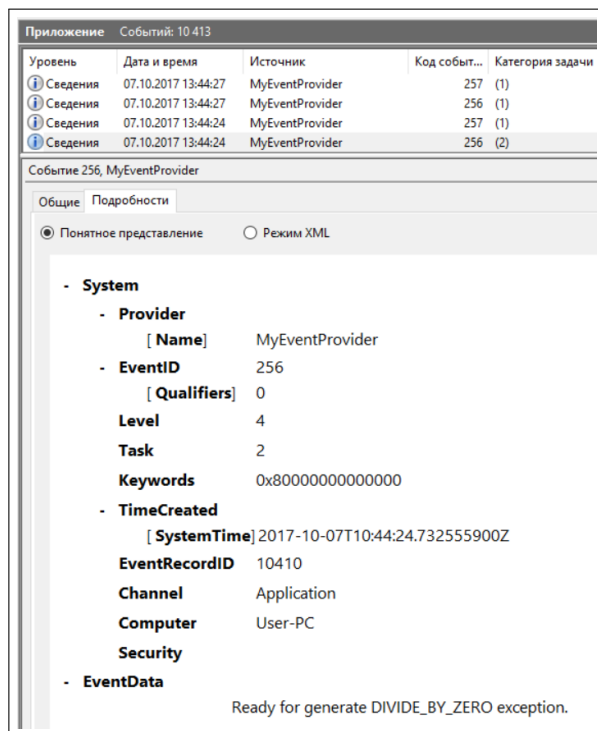 Приложение Событий: 10 413
Уровень Дата и время Источник Код событ... Категория задачи
Сведения 07.10.2017 13:44:27 MyEventProvider 257 (1)
Сведения 07.10.2017 13:44:27 MyEventProvider 256 (1)
Сведения 07.10.2017 13:44:24 MyEventProvider 257 (1)
Сведения 07.10.2017 13:44:24 MyEventProvider 256 (2)
Событие 256, MyEventProvider
Общие Подробности
Понятное представление Режим XML
- System
- Provider
[ Name] MyEventProvider
- EventID 256
[ Qualifiers] 0
Level 4
Task 2
Keywords 0x80000000000000
- TimeCreated
[ SystemTime] 2017-10-07T10:44:24.732555900Z
EventRecordID 10410
Channel Application
Computer User-PC
Security
- EventData
Ready for generate DIVIDE_BY_ZERO exception.